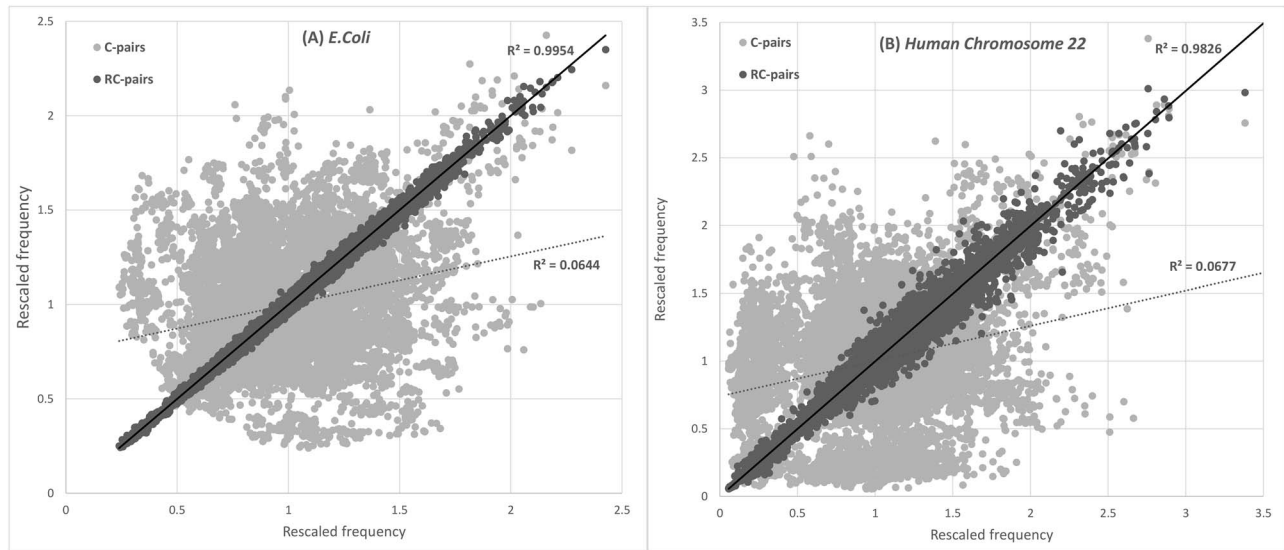 (A) E.Coli
C-pairs
RC-pairs
R² = 0.9954
R² = 0.0644
2.5
2
1.5
1
0.5
0
0 0.5 1 1.5 2 2.5
Rescaled frequency
Rescaled frequency
(B) Human Chromosome 22
C-pairs
RC-pairs
R² = 0.9826
R² = 0.0677
3.5
3
2.5
2
1.5
1
0.5
0
0 0.5 1 1.5 2 2.5 3 3.5
Rescaled frequency
Rescaled frequency